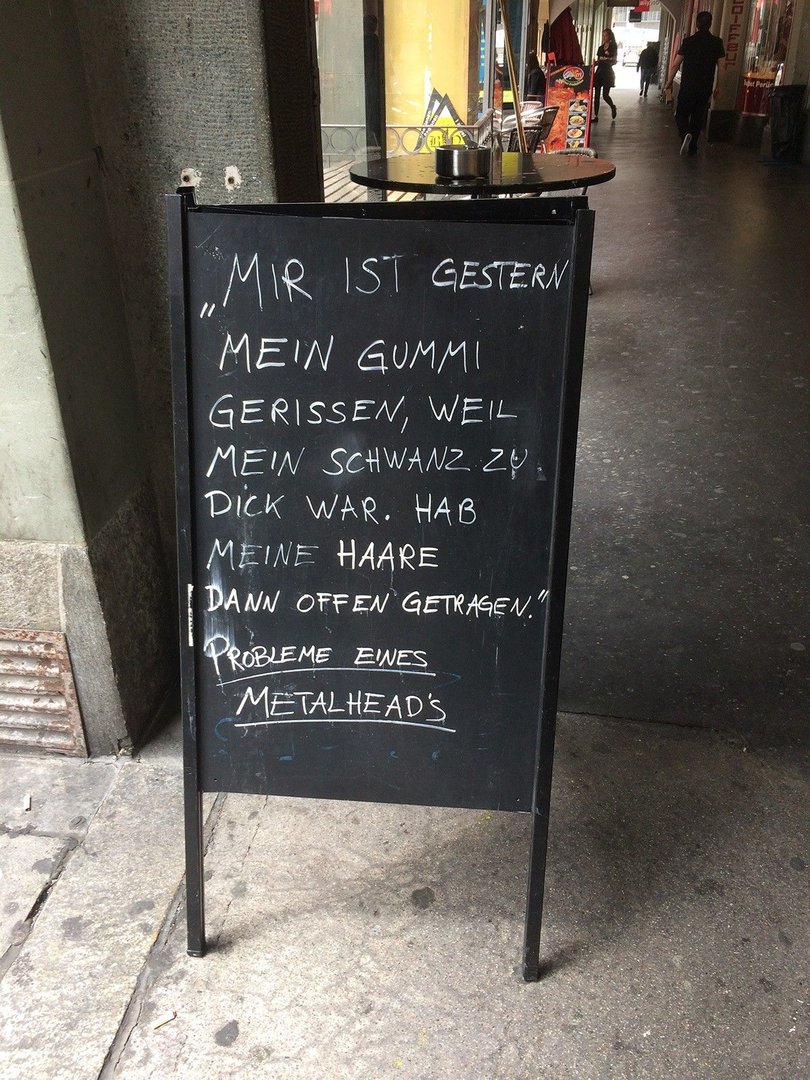 „MIR IST GESTERN
MEIN GUMMI
GERISSEN, WEIL
MEIN SCHWANZ ZU
DICK WAR. HAB
MEINE HAARE
DANN OFFEN GETRAGEN."
PROBLEME EINES
METALHEAD'S
COIFFEUR